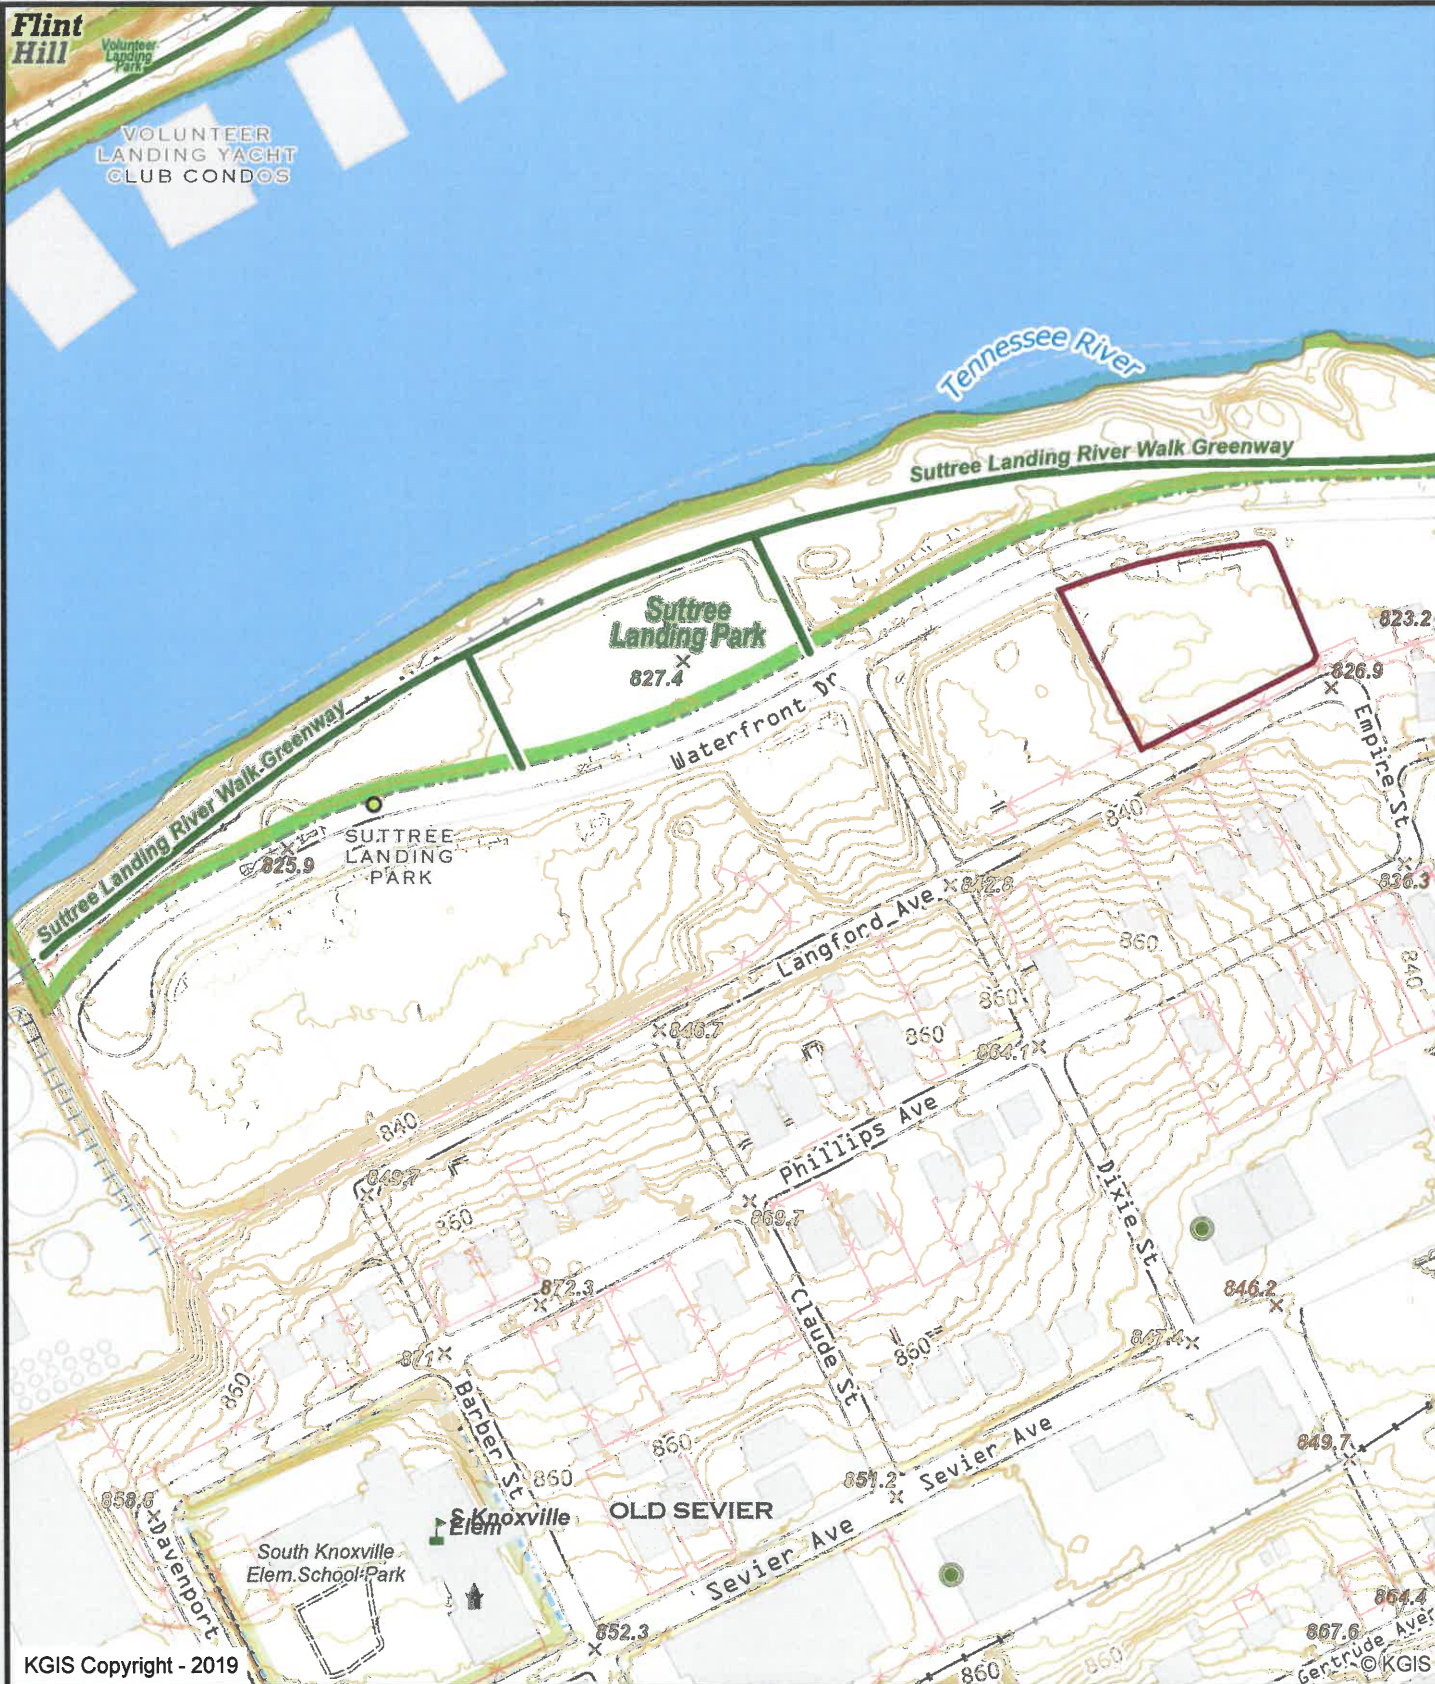 Flint
Hill
Volunteer
Landing
Park
VOLUNTEER
LANDING YACHT
CLUB CONDOS
Tennessee River
Suttree Landing River Walk Greenway
Suttree
Landing Park
827.4
823.2
826.9
Waterfront Dr
Empire St
Suttree Landing River Walk Greenway
SUTTREE
LANDING
PARK
825.9
840
836.3
Langford Ave
860
840
860
846.7
860
864.1
840
Phillips Ave
849.7
860
869.7
Dixie St
872.3
846.2
Claude St
860
847.4
871
860
Barber St
860
860
849.7
851.2
Sevier Ave
858.6
S Knoxville
Elem
OLD SEVIER
Davenport
South Knoxville
Elem School Park
Sevier Ave
864.4
852.3
867.6
Gertrude Ave
860
860
KGIS Copyright - 2019
© KGIS